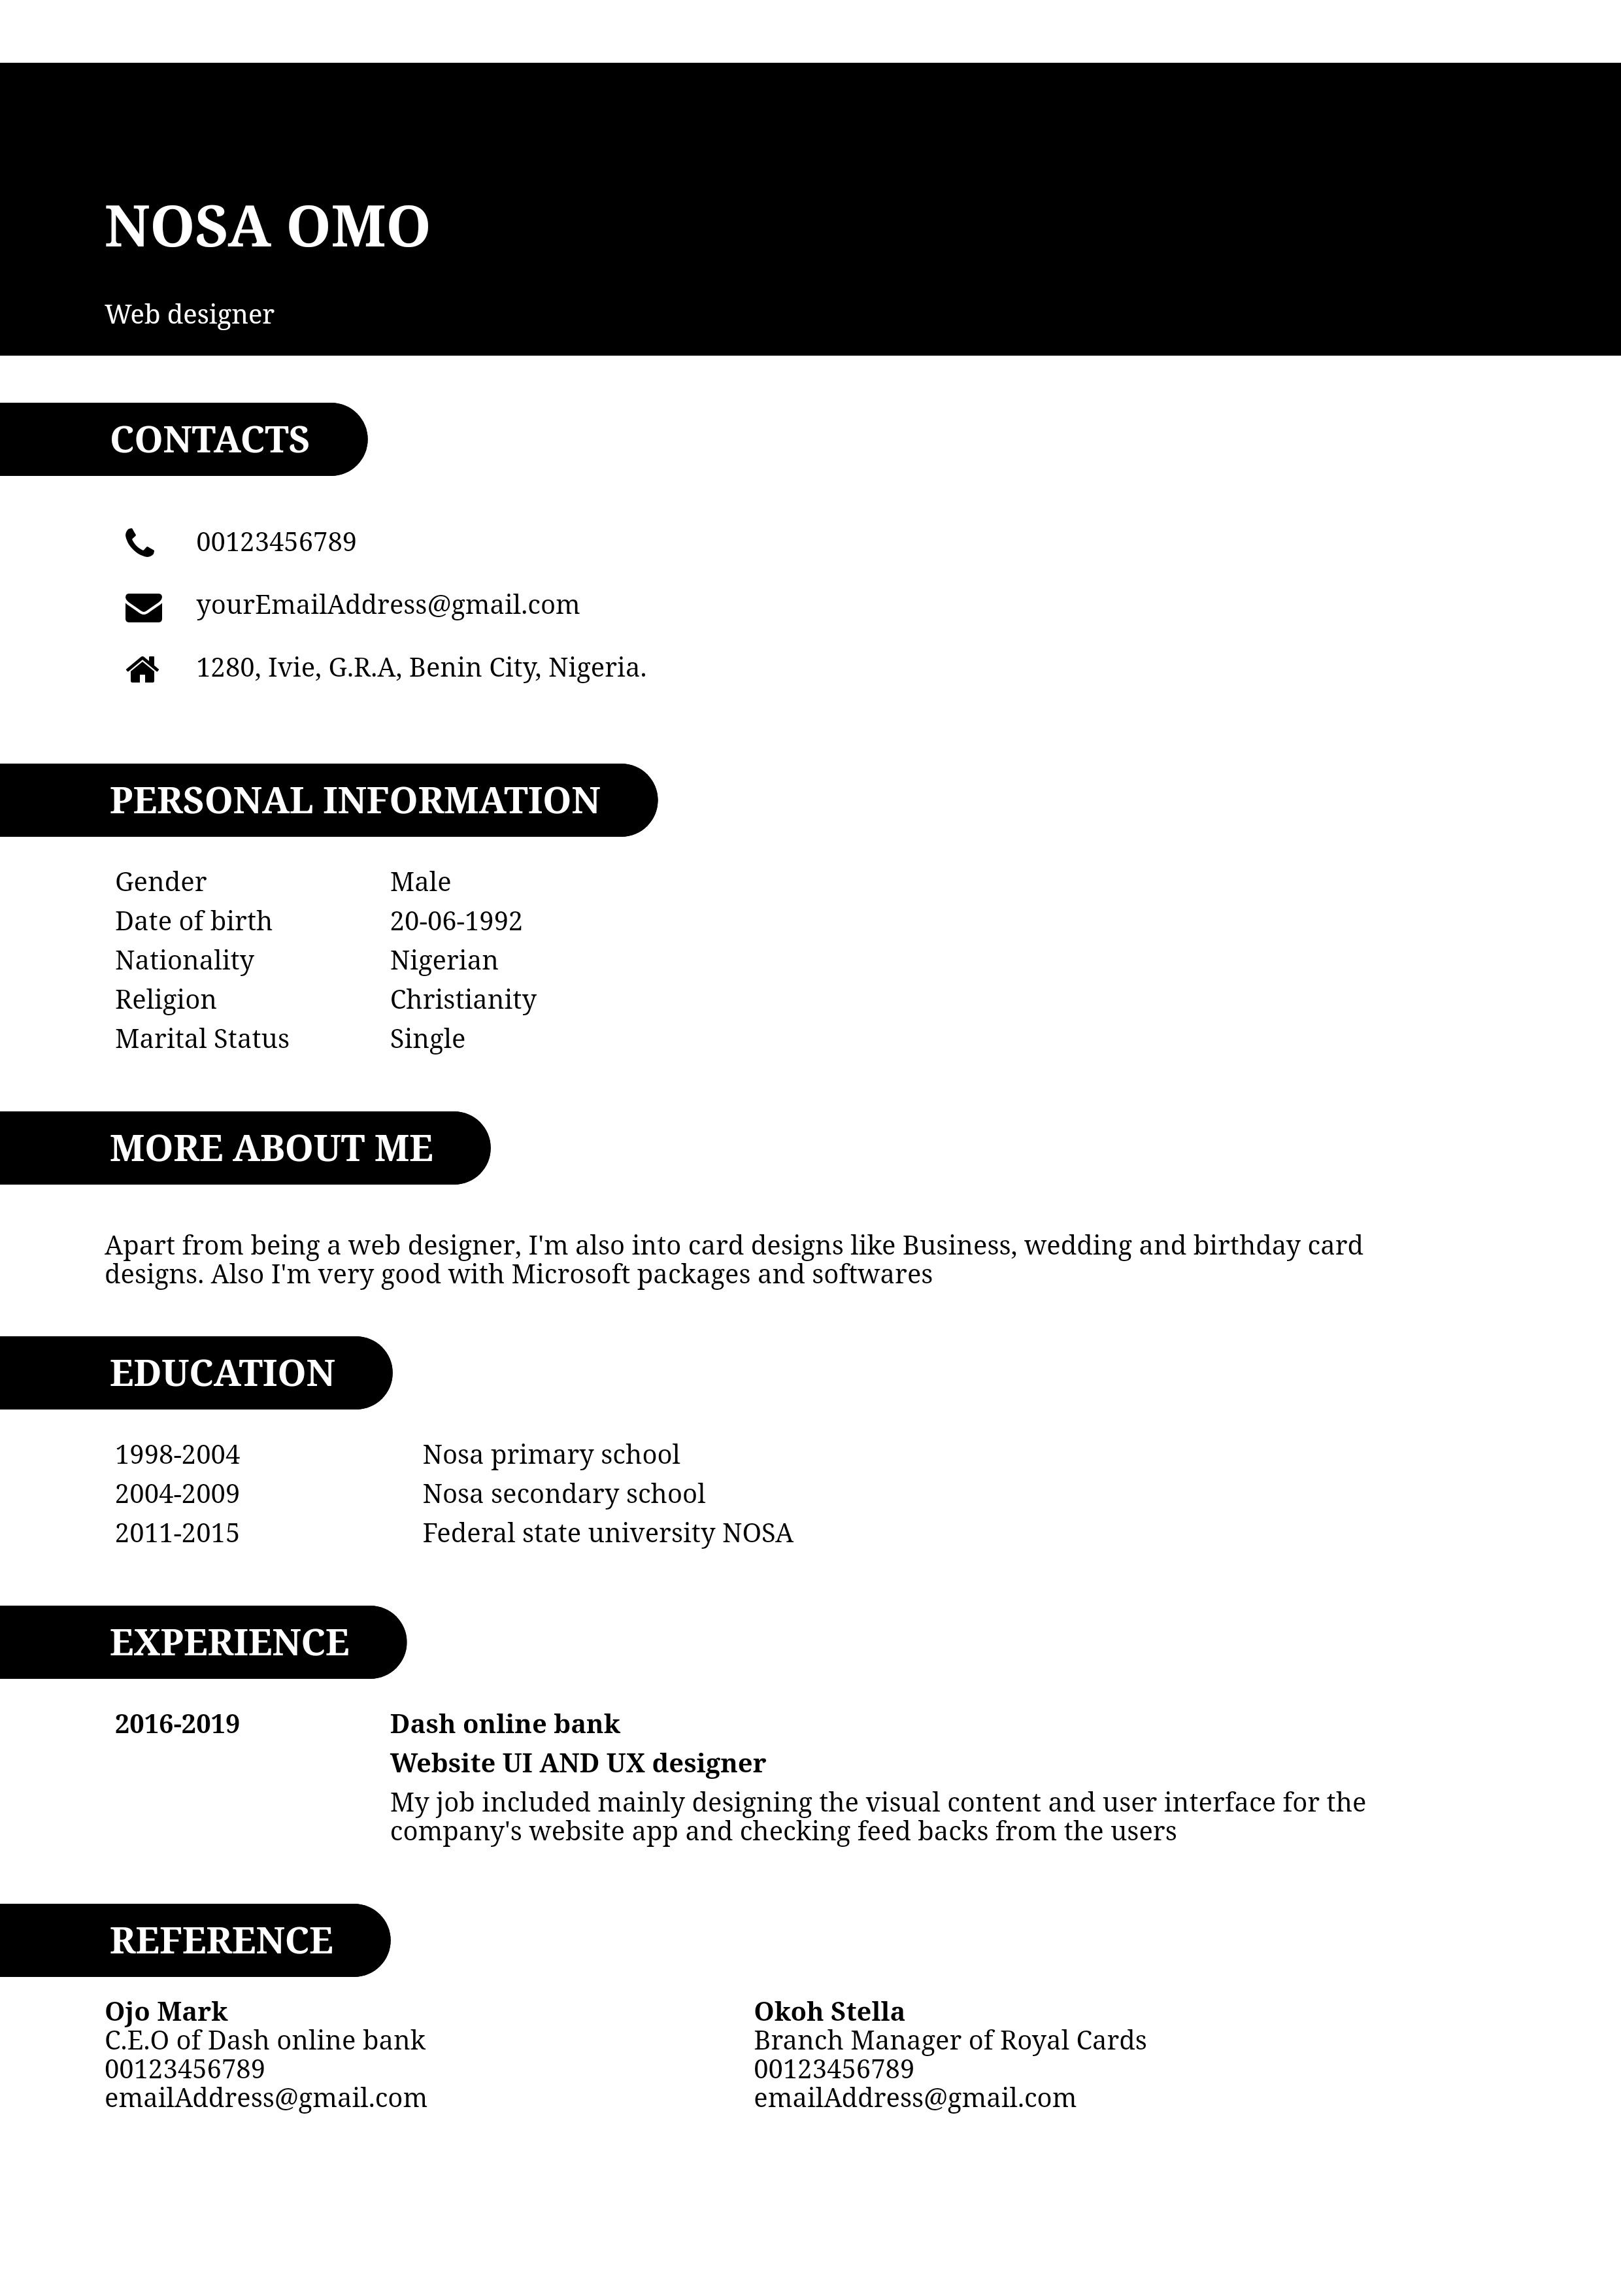 NOSA OMO
Web designer
CONTACTS
00123456789
yourEmailAddress@gmail.com
1280, Ivie, G.R.A, Benin City, Nigeria.
PERSONAL INFORMATION
Gender Male
Date of birth 20-06-1992
Nationality Nigerian
Religion Christianity
Marital Status Single
MORE ABOUT ME
Apart from being a web designer, I'm also into card designs like Business, wedding and birthday card
designs. Also I'm very good with Microsoft packages and softwares
EDUCATION
1998-2004 Nosa primary school
2004-2009 Nosa secondary school
2011-2015 Federal state university NOSA
EXPERIENCE
2016-2019 Dash online bank
Website UI AND UX designer
My job included mainly designing the visual content and user interface for the
company's website app and checking feed backs from the users
REFERENCE
Ojo Mark
C.E.O of Dash online bank
00123456789
emailAddress@gmail.com
Okoh Stella
Branch Manager of Royal Cards
00123456789
emailAddress@gmail.com